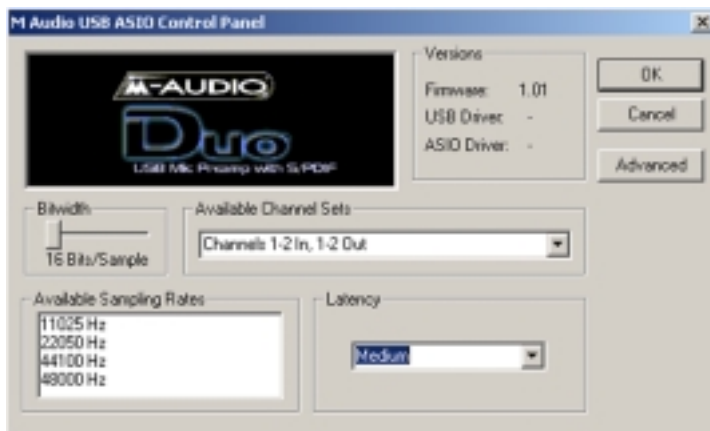 M Audio USB ASIO Control Panel
M-AUDIO
Duo
USB Mic Preamp with S/PDIF
Versions
Firmware: 1.01
USB Driver: -
ASIO Driver: -
OK
Cancel
Advanced
Bitwidth
16 Bits/Sample
Available Channel Sets
Channels 1-2 In, 1-2 Out
Available Sampling Rates
11025 Hz
22050 Hz
44100 Hz
48000 Hz
Latency
Medium